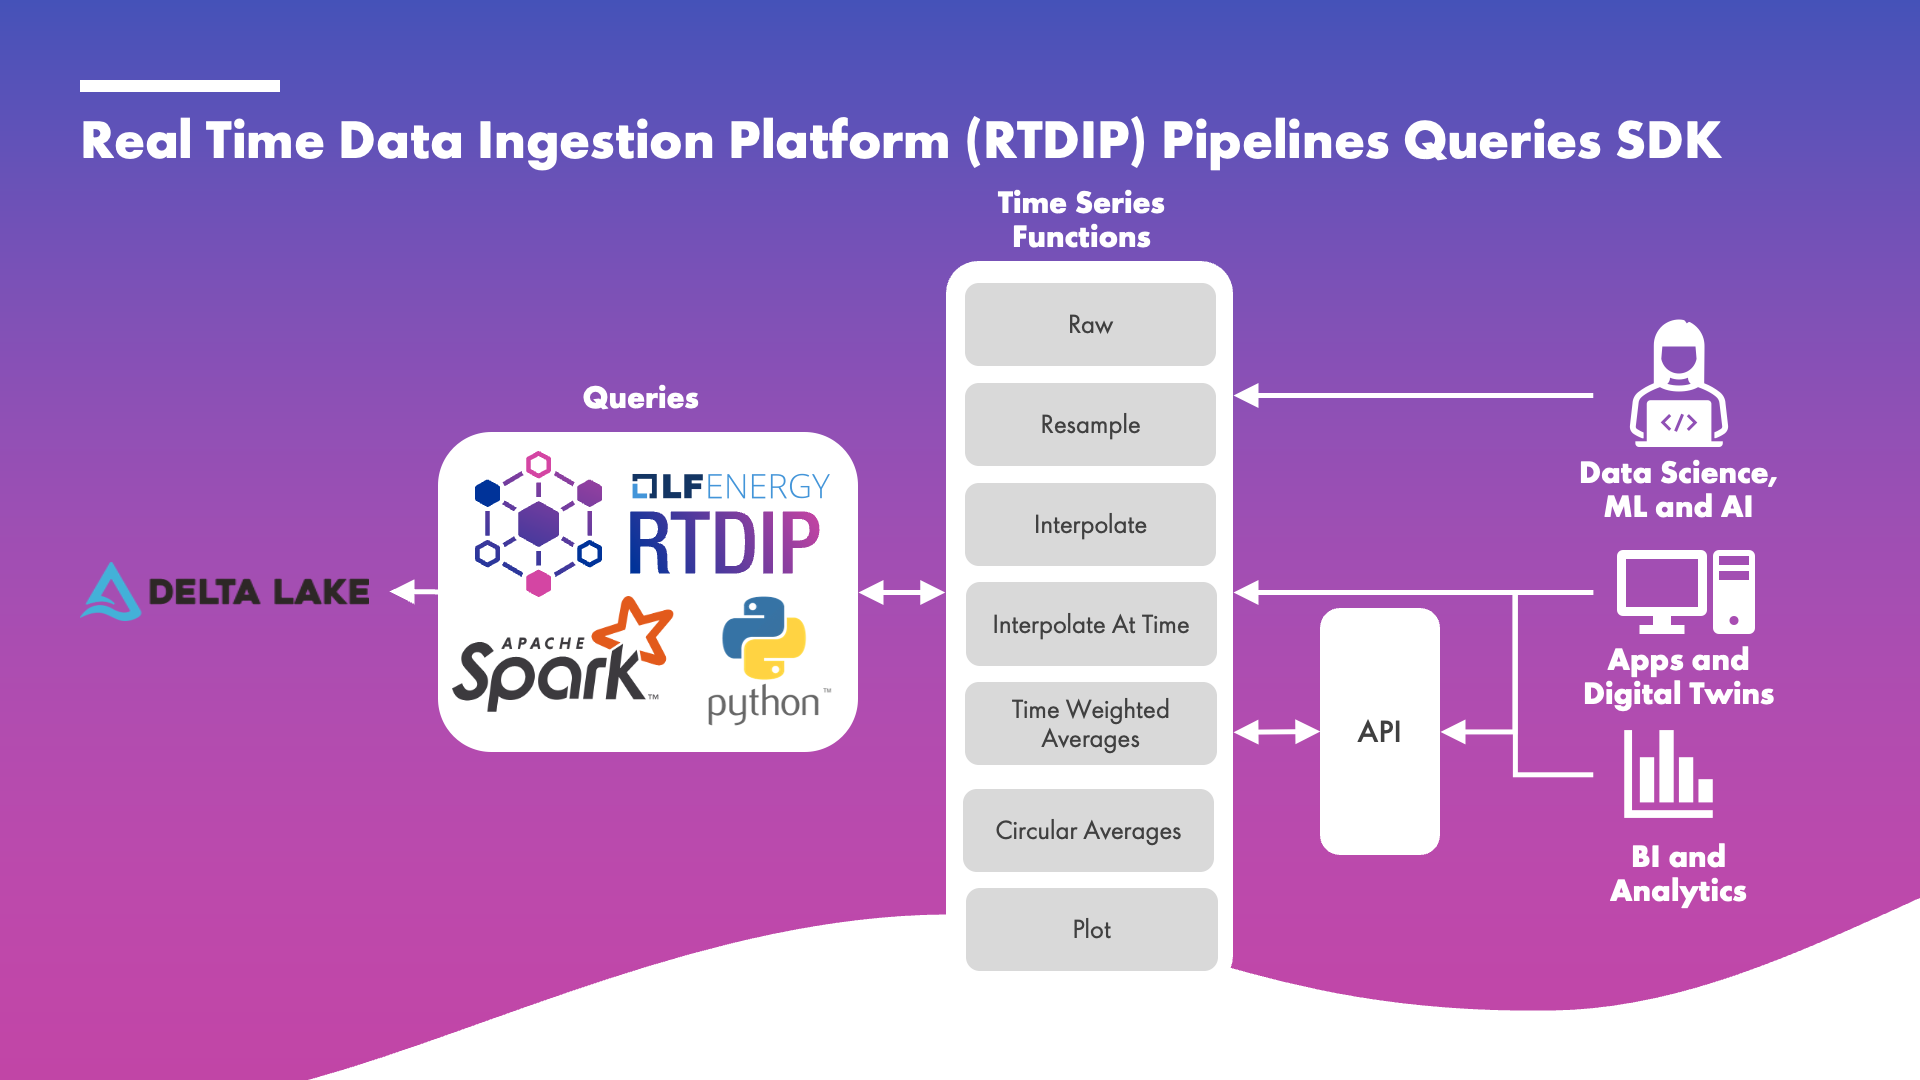 Real Time Data Ingestion Platform (RTDIP) Pipelines Queries SDK
Time Series
Functions
Raw
Resample
Interpolate
Interpolate At Time
Time Weighted
Averages
Circular Averages
Plot
Queries
LFENERGY
RTDIP
APACHE
Spark™
python™
DELTA LAKE
API
</>
Data Science,
ML and AI
Apps and
Digital Twins
BI and
Analytics